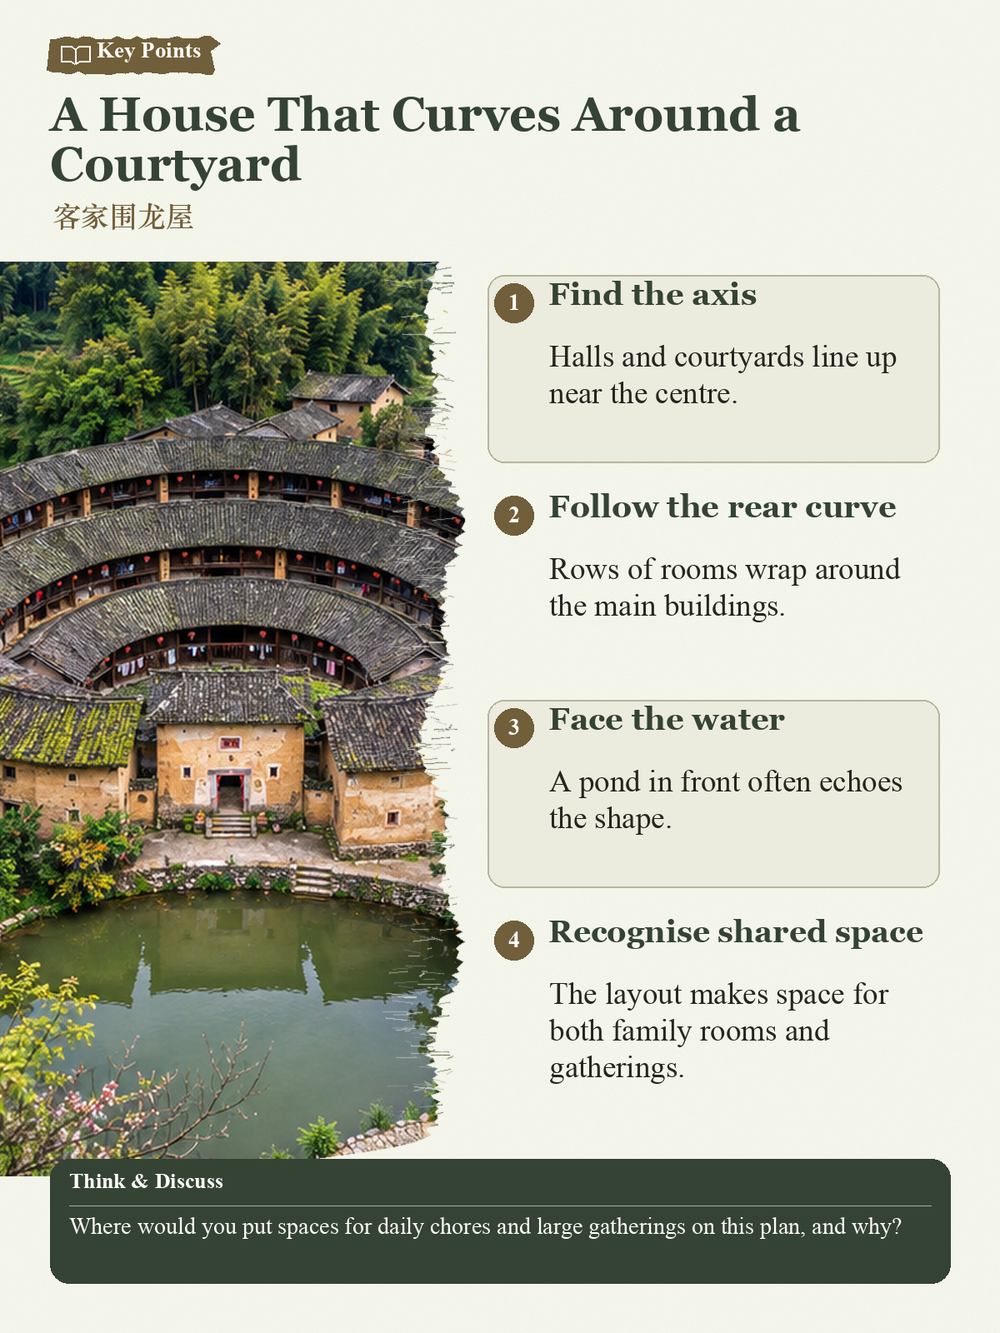 Key Points
A House That Curves Around a
Courtyard
客家围龙屋
1 Find the axis
Halls and courtyards line up
near the centre.
2 Follow the rear curve
Rows of rooms wrap around
the main buildings.
3 Face the water
A pond in front often echoes
the shape.
4 Recognise shared space
The layout makes space for
both family rooms and
gatherings.
Think & Discuss
Where would you put spaces for daily chores and large gatherings on this plan, and why?